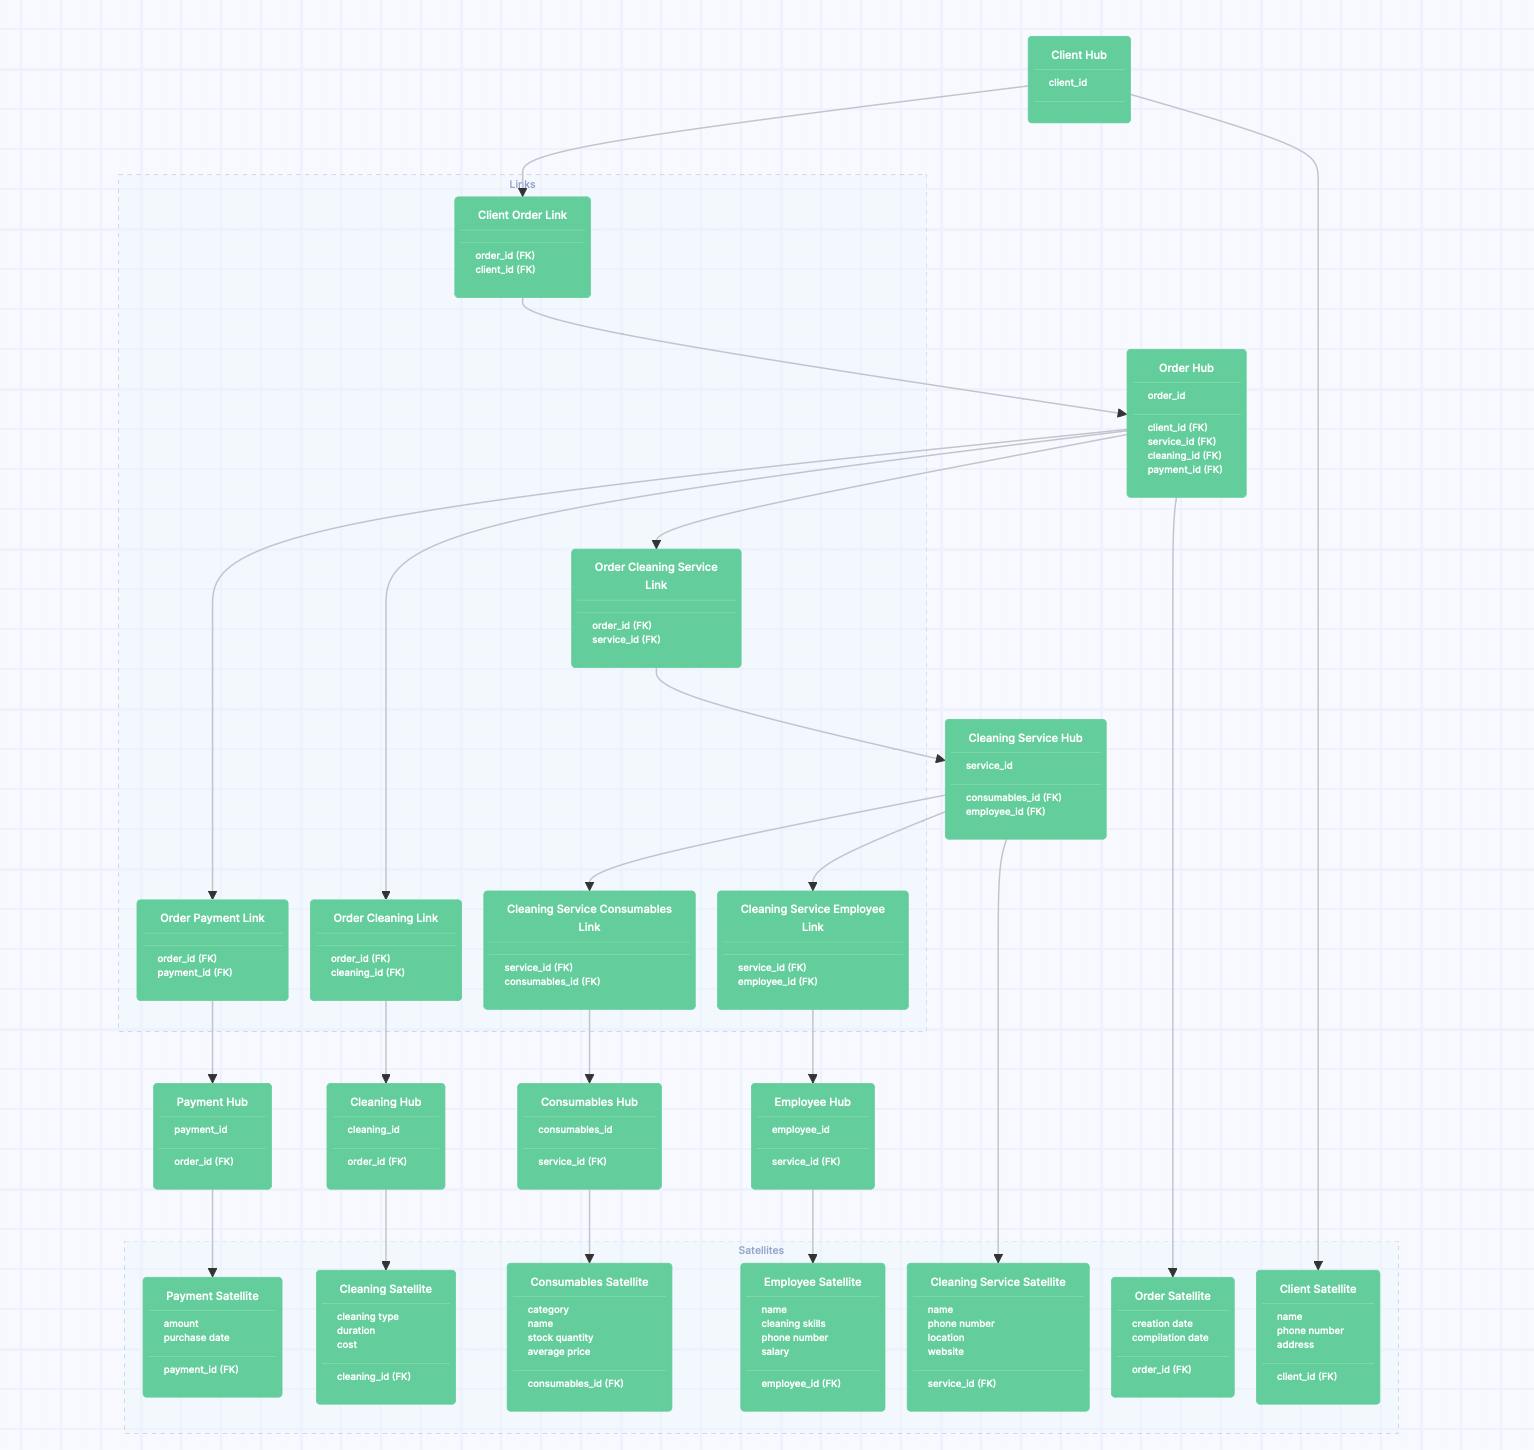 Client Hub
client_id
Links
Client Order Link
order_id (FK)
client_id (FK)
Order Hub
order_id
client_id (FK)
service_id (FK)
cleaning_id (FK)
payment_id (FK)
Order Cleaning Service
Link
order_id (FK)
service_id (FK)
Cleaning Service Hub
service_id
consumables_id (FK)
employee_id (FK)
Order Payment Link
order_id (FK)
payment_id (FK)
Order Cleaning Link
order_id (FK)
cleaning_id (FK)
Cleaning Service Consumables
Link
service_id (FK)
consumables_id (FK)
Cleaning Service Employee
Link
service_id (FK)
employee_id (FK)
Payment Hub
payment_id
order_id (FK)
Cleaning Hub
cleaning_id
order_id (FK)
Consumables Hub
consumables_id
service_id (FK)
Employee Hub
employee_id
service_id (FK)
Satellites
Payment Satellite
amount
purchase date
payment_id (FK)
Cleaning Satellite
cleaning type
duration
cost
cleaning_id (FK)
Consumables Satellite
category
name
stock quantity
average price
consumables_id (FK)
Employee Satellite
name
cleaning skills
phone number
salary
employee_id (FK)
Cleaning Service Satellite
name
phone number
location
website
service_id (FK)
Order Satellite
creation date
compilation date
order_id (FK)
Client Satellite
name
phone number
address
client_id (FK)